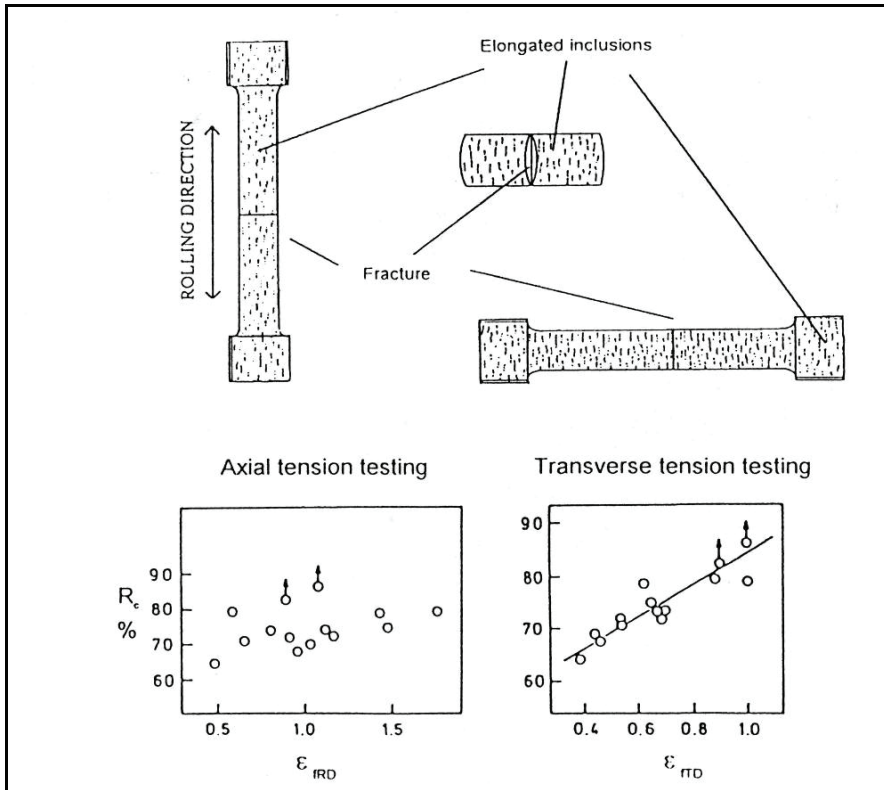 Elongated inclusions
ROLLING DIRECTION
Fracture
Axial tension testing
Transverse tension testing
R_c
%
90
80
70
60
0.5
1.0
1.5
ε fRD
90
80
70
60
0.4
0.6
0.8
1.0
ε fTD